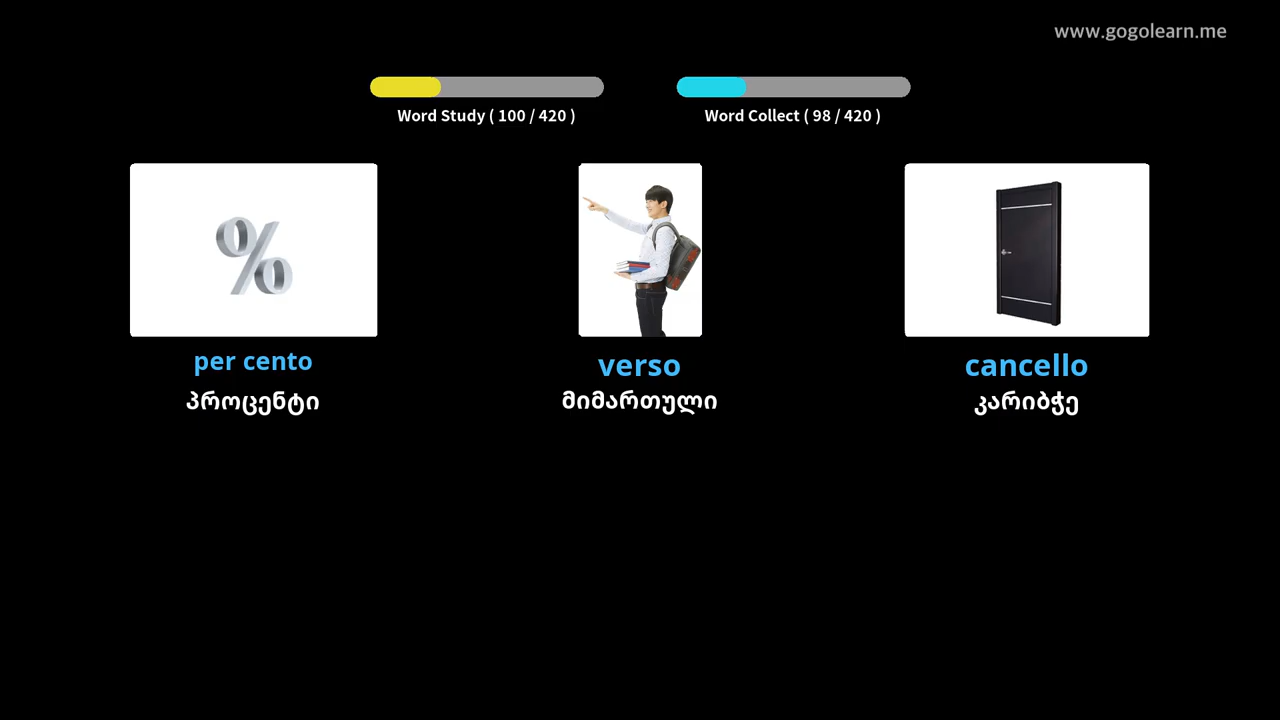 www.gogolearn.me
Word Study ( 100 / 420 )
Word Collect ( 98 / 420 )
%
per cento
verso
cancello
პროცენტი
მიმართული
კარიბჭე